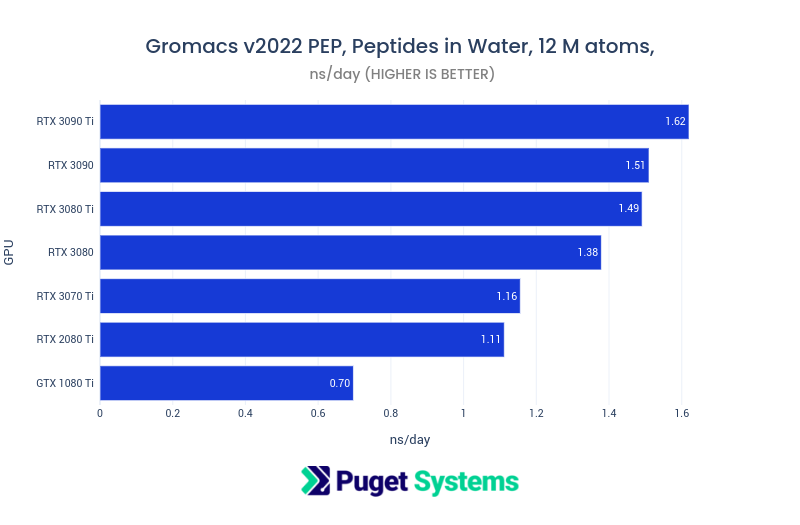 Gromacs v2022 PEP, Peptides in Water, 12 M atoms,
ns/day (HIGHER IS BETTER)
GPU
RTX 3090 Ti 1.62
RTX 3090 1.51
RTX 3080 Ti 1.49
RTX 3080 1.38
RTX 3070 Ti 1.16
RTX 2080 Ti 1.11
GTX 1080 Ti 0.70
0 0.2 0.4 0.6 0.8 1 1.2 1.4 1.6
ns/day
Puget Systems